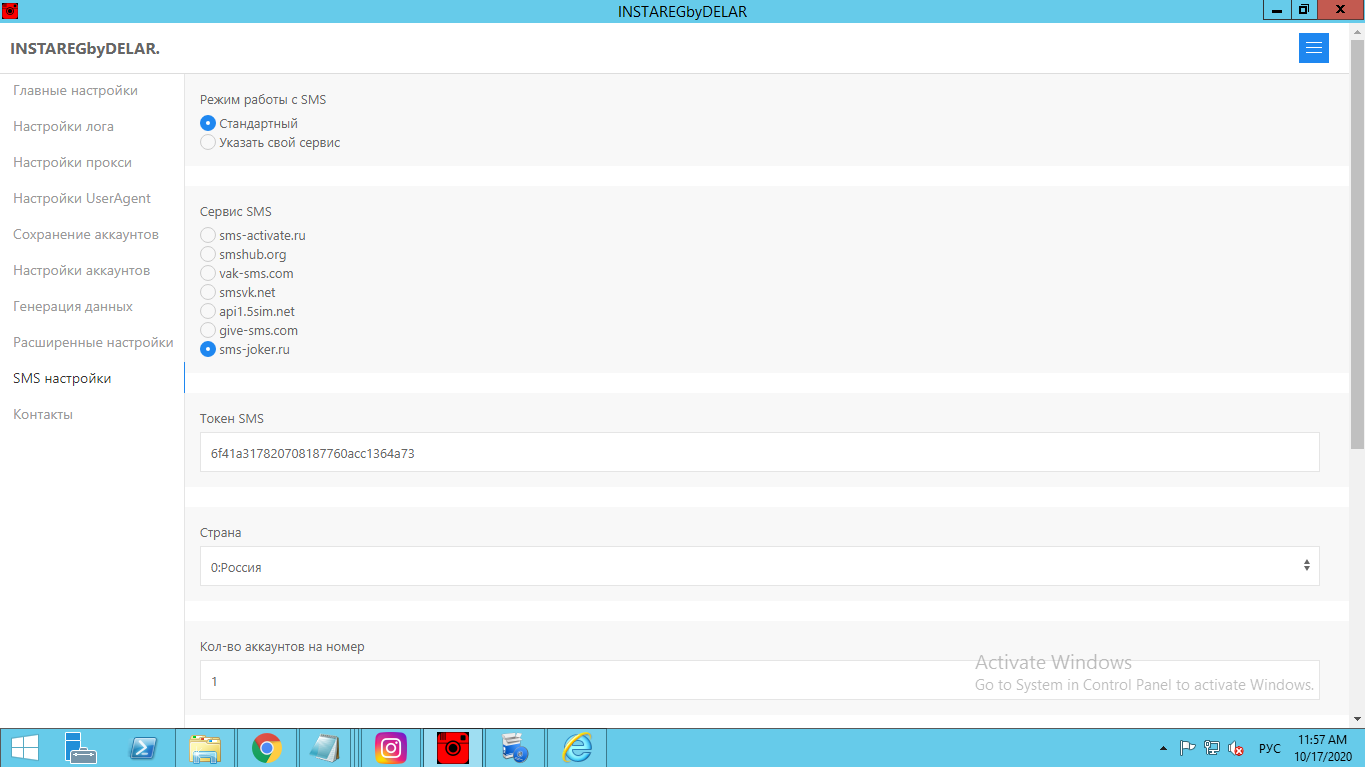 INSTAREGbyDELAR
INSTAREGbyDELAR.
Главные настройки
Настройки лога
Настройки прокси
Настройки UserAgent
Сохранение аккаунтов
Настройки аккаунтов
Генерация данных
Расширенные настройки
SMS настройки
Контакты
Режим работы с SMS
Стандартный
Указать свой сервис
Сервис SMS
sms-activate.ru
smshub.org
vak-sms.com
smsvk.net
api1.5sim.net
give-sms.com
sms-joker.ru
Токен SMS
6f41a317820708187760acc1364a73
Страна
0:Россия
Кол-во аккаунтов на номер
1
Activate Windows
Go to System in Control Panel to activate Windows.
РУС
11:57 AM
10/17/2020